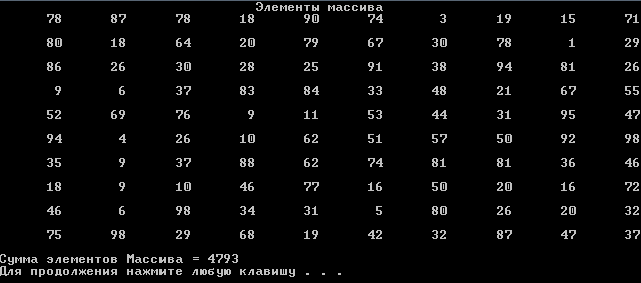 Элементы массива
78 87 78 18 90 74 3 19 15 71
80 18 64 20 79 67 30 78 1 29
86 26 30 28 25 91 38 94 81 26
9 6 37 83 84 33 48 21 67 55
52 69 76 9 11 53 44 31 95 47
94 4 26 10 62 51 57 50 92 98
35 9 37 88 62 74 81 81 36 46
18 9 10 46 77 16 50 20 16 72
46 6 98 34 31 5 80 26 20 32
75 98 29 68 19 42 32 87 47 37
Сумма элементов Массива = 4793
Для продолжения нажмите любую клавишу . . .